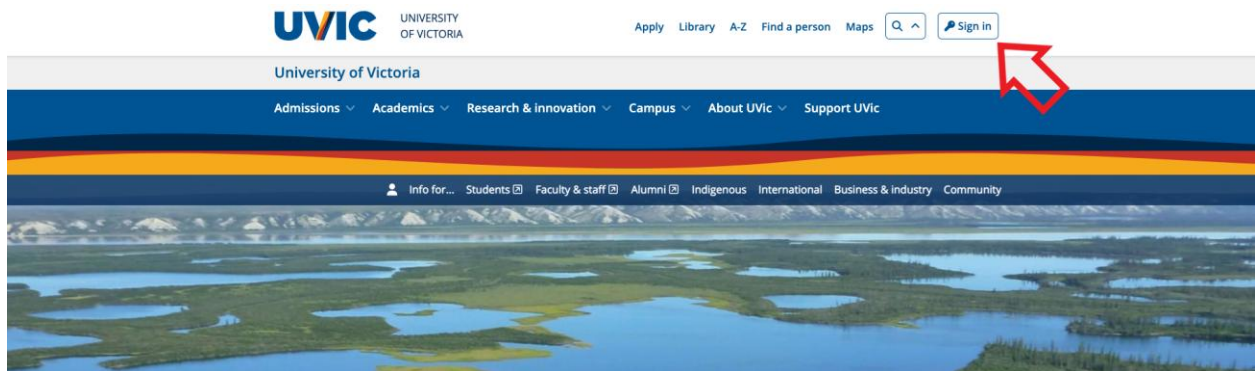 UVIC UNIVERSITY OF VICTORIA
Apply Library A-Z Find a person Maps Sign in
University of Victoria
Admissions Academics Research & innovation Campus About UVic Support UVic
Info for... Students Faculty & staff Alumni Indigenous International Business & industry Community